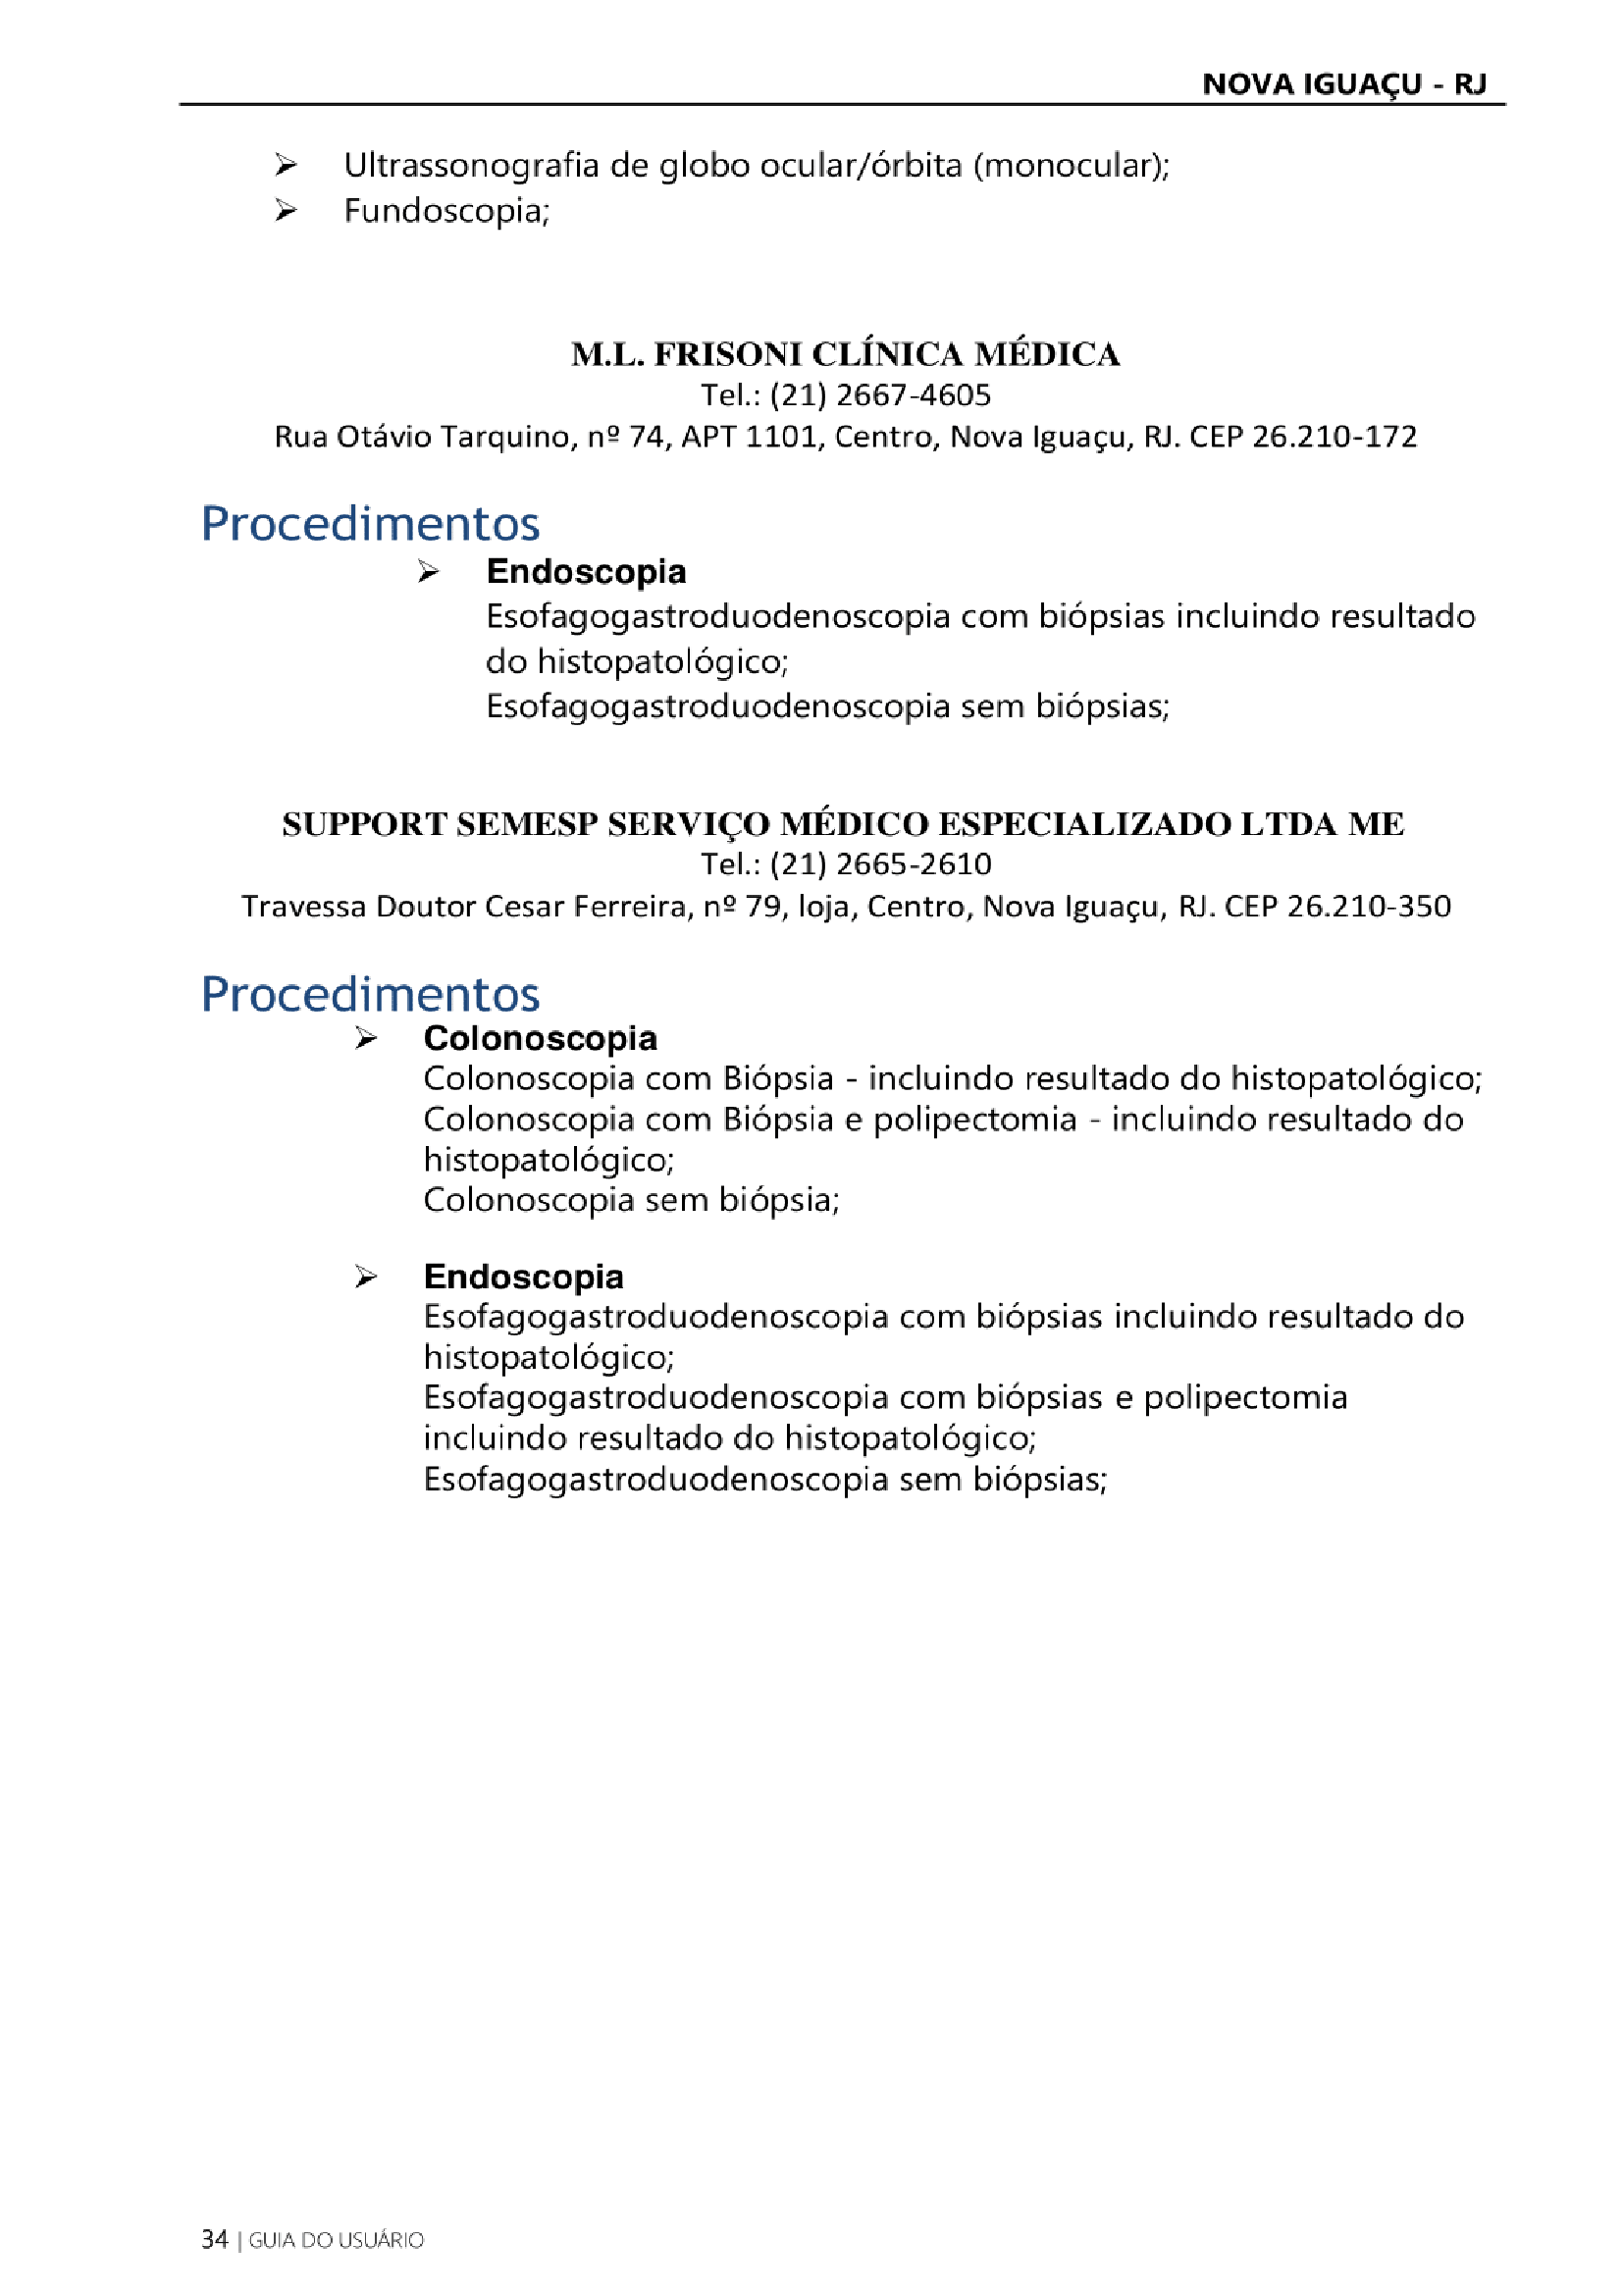 NOVA IGUAÇU - RJ
➢ Ultrassonografia de globo ocular/órbita (monocular);
➢ Fundoscopia;
M.L. FRISONI CLÍNICA MÉDICA
Tel.: (21) 2667-4605
Rua Otávio Tarquino, nº 74, APT 1101, Centro, Nova Iguaçu, RJ. CEP 26.210-172
Procedimentos
➢ Endoscopia
Esofagogastroduodenoscopia com biópsias incluindo resultado
do histopatológico;
Esofagogastroduodenoscopia sem biópsias;
SUPPORT SEMESP SERVIÇO MÉDICO ESPECIALIZADO LTDA ME
Tel.: (21) 2665-2610
Travessa Doutor Cesar Ferreira, nº 79, loja, Centro, Nova Iguaçu, RJ. CEP 26.210-350
Procedimentos
➢ Colonoscopia
Colonoscopia com Biópsia - incluindo resultado do histopatológico;
Colonoscopia com Biópsia e polipectomia - incluindo resultado do
histopatológico;
Colonoscopia sem biópsia;
➢ Endoscopia
Esofagogastroduodenoscopia com biópsias incluindo resultado do
histopatológico;
Esofagogastroduodenoscopia com biópsias e polipectomia
incluindo resultado do histopatológico;
Esofagogastroduodenoscopia sem biópsias;
34 | GUIA DO USUÁRIO